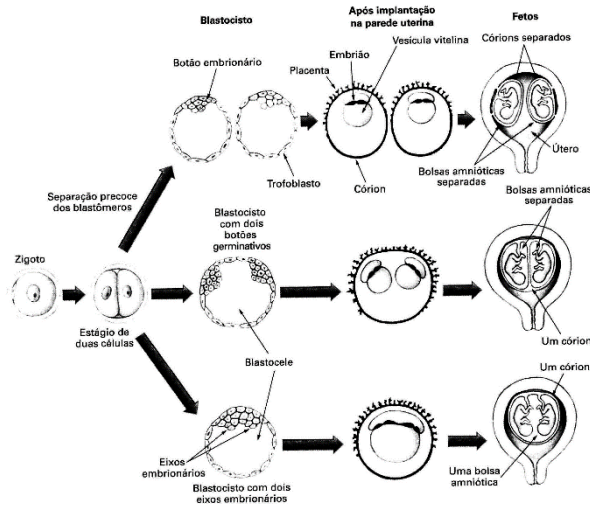 Blastocisto
Após implantação
na parede uterina
Fetos
Botão embrionário
Placenta
Embrião
Vesícula vitelina
Córions separados
Trofoblasto
Córion
Bolsas amnióticas
separadas
Útero
Separação precoce
dos blastômeros
Blastocisto
com dois
botões
germinativos
Bolsas amnióticas
separadas
Zigoto
Estágio de
duas células
Um córion
Blastocele
Um córion
Eixos
embrionários
Blastocisto com dois
eixos embrionários
Uma bolsa
amniótica